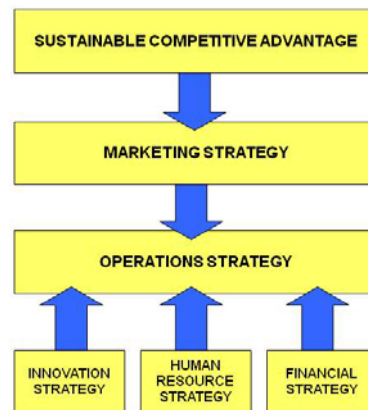 SUSTAINABLE COMPETITIVE ADVANTAGE
MARKETING STRATEGY
OPERATIONS STRATEGY
INNOVATION
STRATEGY
HUMAN
RESOURCE
STRATEGY
FINANCIAL
STRATEGY